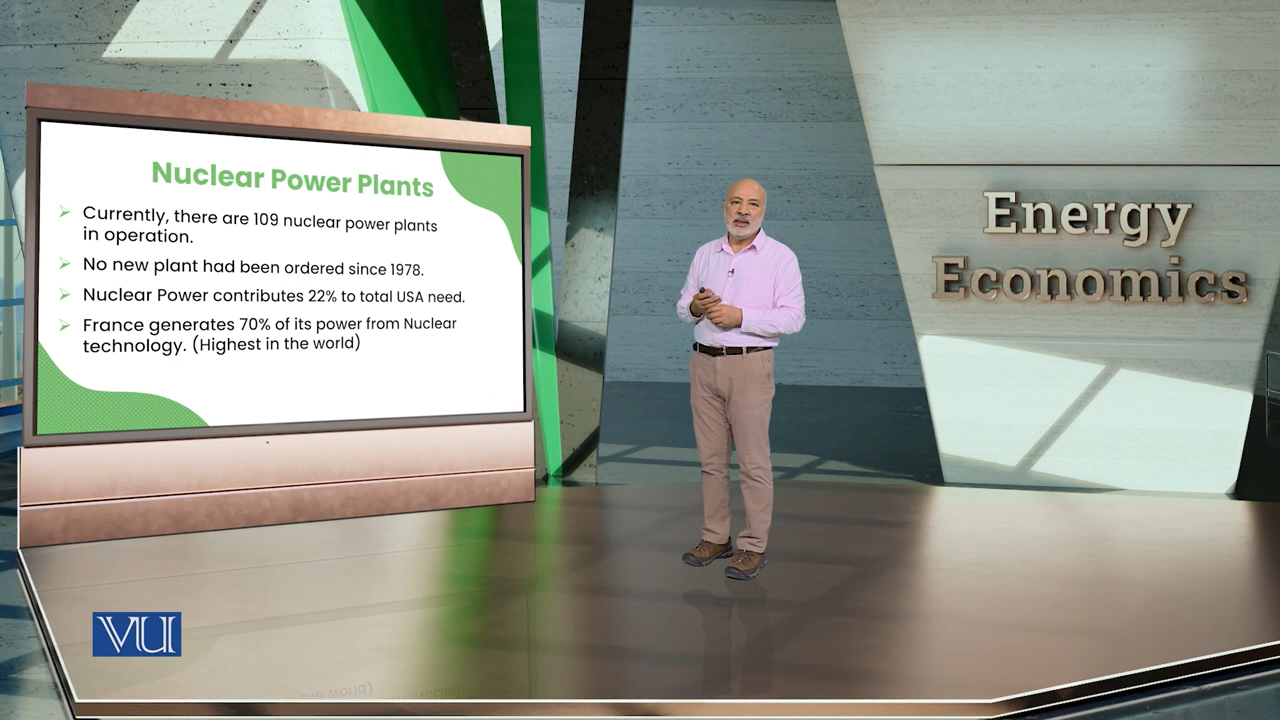 Nuclear Power Plants
Currently, there are 109 nuclear power plants
in operation.
No new plant had been ordered since 1978.
Nuclear Power contributes 22% to total USA need.
France generates 70% of its power from Nuclear
technology. (Highest in the world)
Energy
Economics
VU